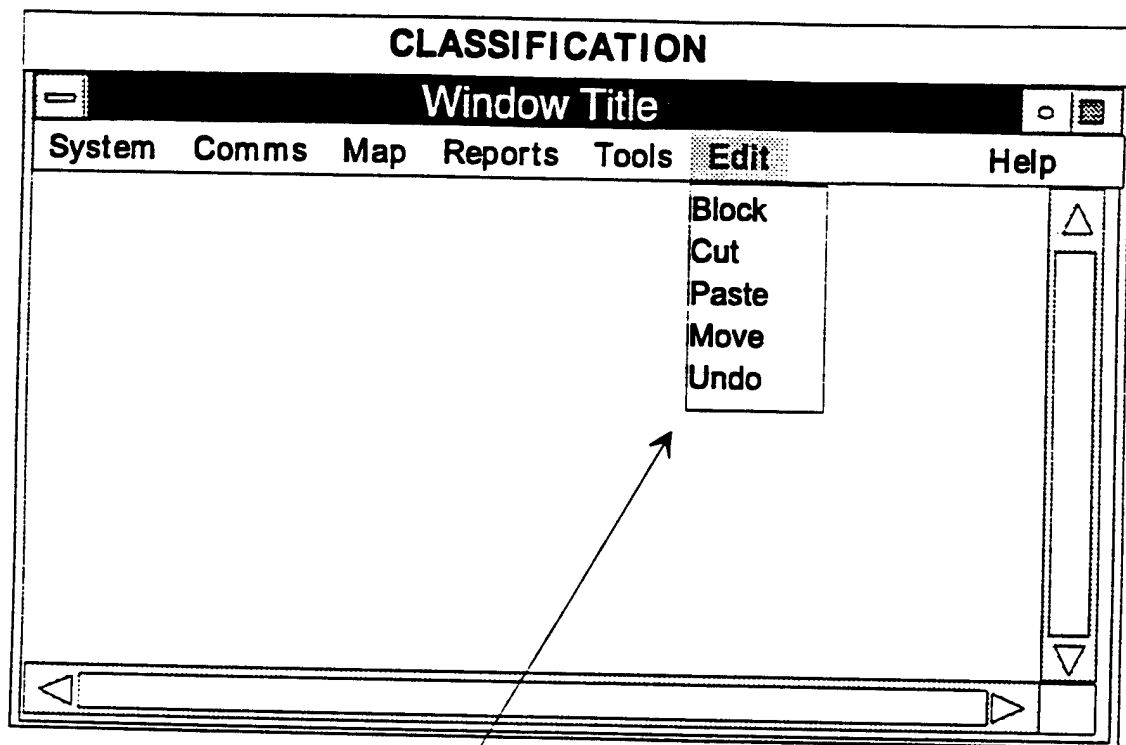 CLASSIFICATION
Window Title
System Comms Map Reports Tools Edit Help
Block
Cut
Paste
Move
Undo